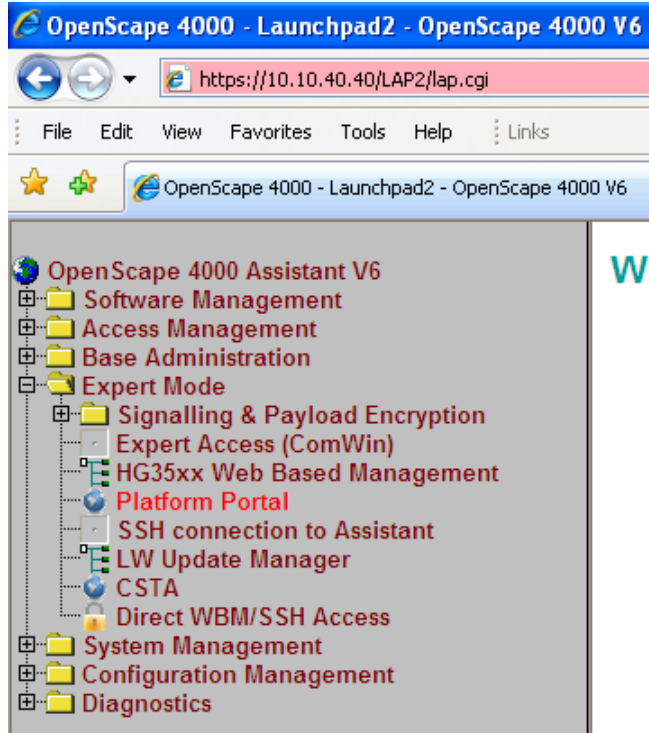 OpenScape 4000 - Launchpad2 - OpenScape 4000 V6
https://10.10.40.40/LAP2/lap.cgi
File Edit View Favorites Tools Help Links
OpenScape 4000 - Launchpad2 - OpenScape 4000 V6
W
OpenScape 4000 Assistant V6
Software Management
Access Management
Base Administration
Expert Mode
Signalling & Payload Encryption
Expert Access (ComWin)
HG35xx Web Based Management
Platform Portal
SSH connection to Assistant
LW Update Manager
CSTA
Direct WBM/SSH Access
System Management
Configuration Management
Diagnostics